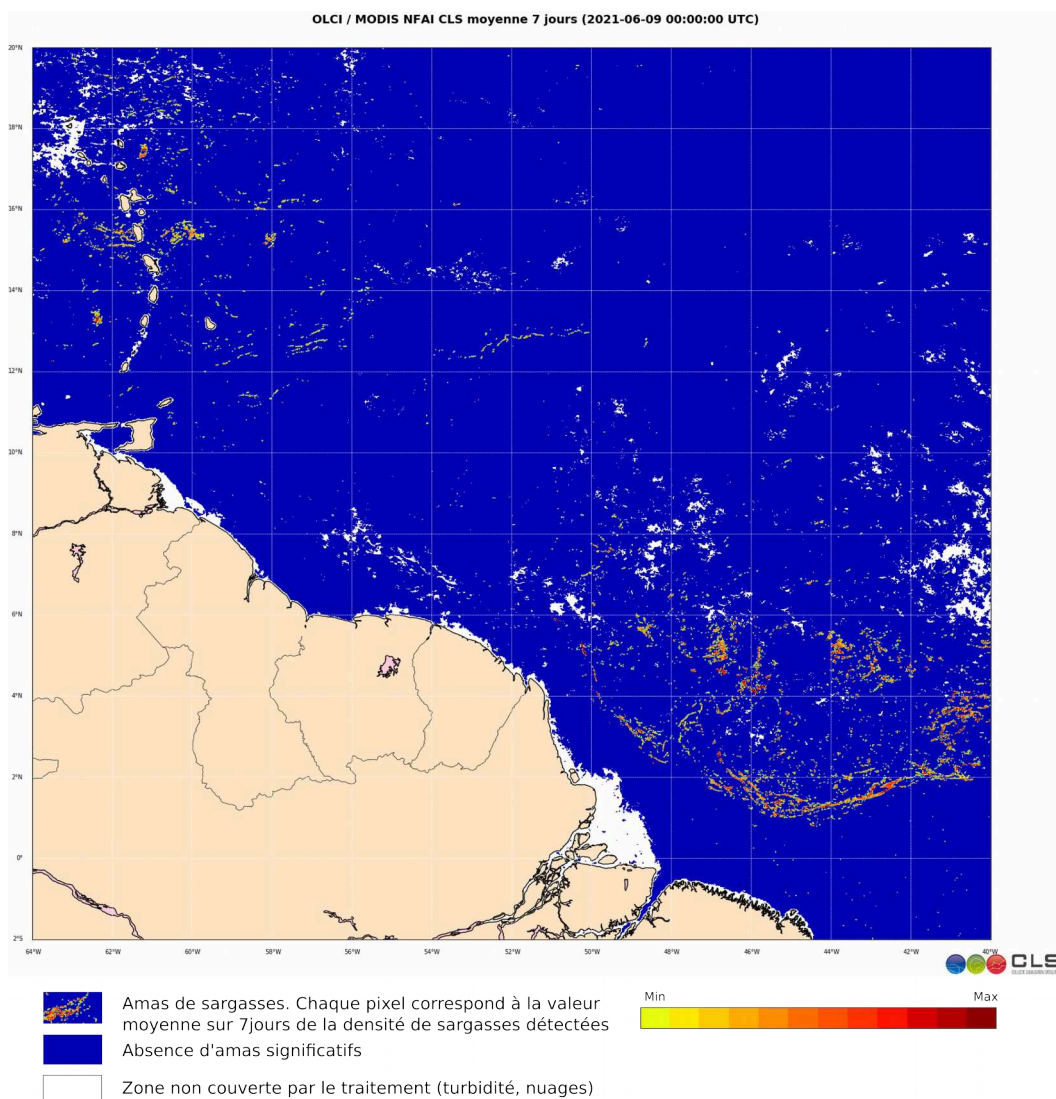 OLCI / MODIS NFAI CLS moyenne 7 jours (2021-06-09 00:00:00 UTC)
20°N
18°N
16°N
14°N
12°N
10°N
8°N
6°N
4°N
2°N
0°
2°S
64°W 62°W 60°W 58°W 56°W 54°W 52°W 50°W 48°W 46°W 44°W 42°W 40°W
CLS
Amas de sargasses. Chaque pixel correspond à la valeur
moyenne sur 7jours de la densité de sargasses détectées
Min Max
Absence d'amas significatifs
Zone non couverte par le traitement (turbidité, nuages)